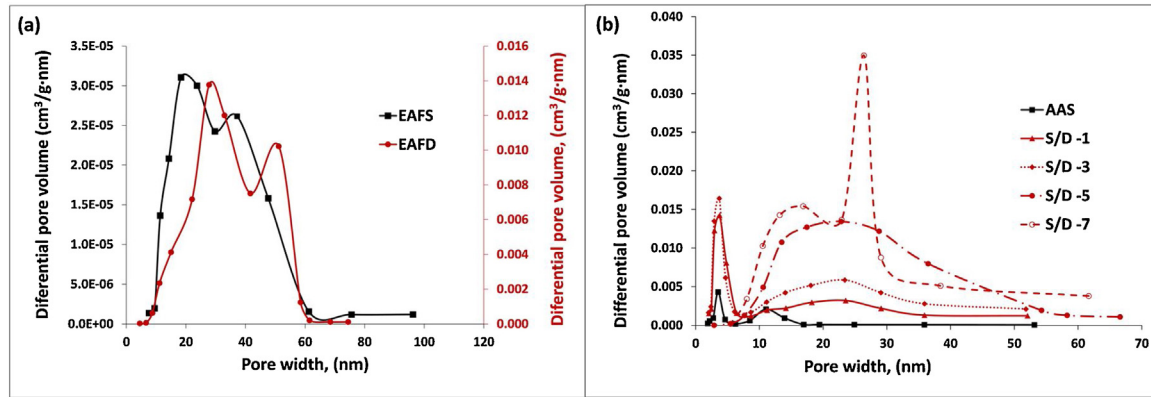 (a)
Differential pore volume (cm³/g·nm)
3.5E-05
3.0E-05
2.5E-05
2.0E-05
1.5E-05
1.0E-05
5.0E-06
0.0E+00
0
20
40
60
80
100
120
Pore width, (nm)
EAFS
EAFD
0.016
0.014
0.012
0.010
0.008
0.006
0.004
0.002
0.000
Diferential pore volume, (cm³/g·nm)
(b)
Differential pore volume (cm³/g·nm)
0.040
0.035
0.030
0.025
0.020
0.015
0.010
0.005
0.000
0
10
20
30
40
50
60
70
Pore width, (nm)
AAS
S/D -1
S/D -3
S/D -5
S/D -7